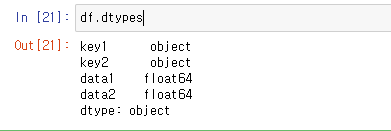 In [21]: df.dtypes
Out[21]: key1 object
key2 object
data1 float64
data2 float64
dtype: object